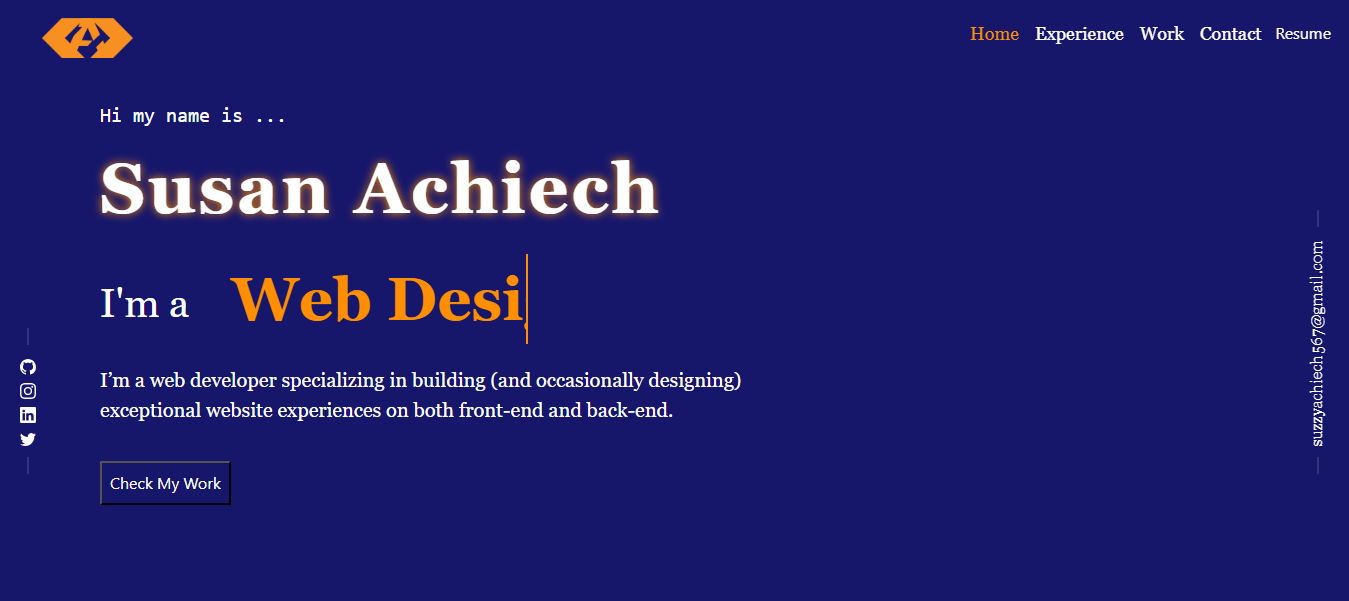 Home Experience Work Contact Resume
Hi my name is ...
Susan Achiech
I'm a Web Desi
I’m a web developer specializing in building (and occasionally designing)
exceptional website experiences on both front-end and back-end.
Check My Work
suzzyachiech567@gmail.com